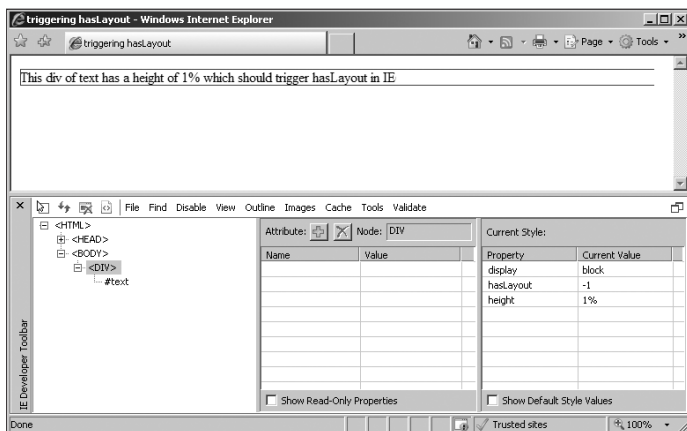 triggering hasLayout - Windows Internet Explorer
triggering hasLayout
Page
Tools
»
This div of text has a height of 1% which should trigger hasLayout in IE
File Find Disable View Outline Images Cache Tools Validate
<HTML>
<HEAD>
<BODY>
<DIV>
#text
Attribute: Node: DIV
Name Value
Show Read-Only Properties
Current Style:
Property Current Value
display block
hasLayout -1
height 1%
Show Default Style Values
IE Developer Toolbar
Done
Trusted sites
100%